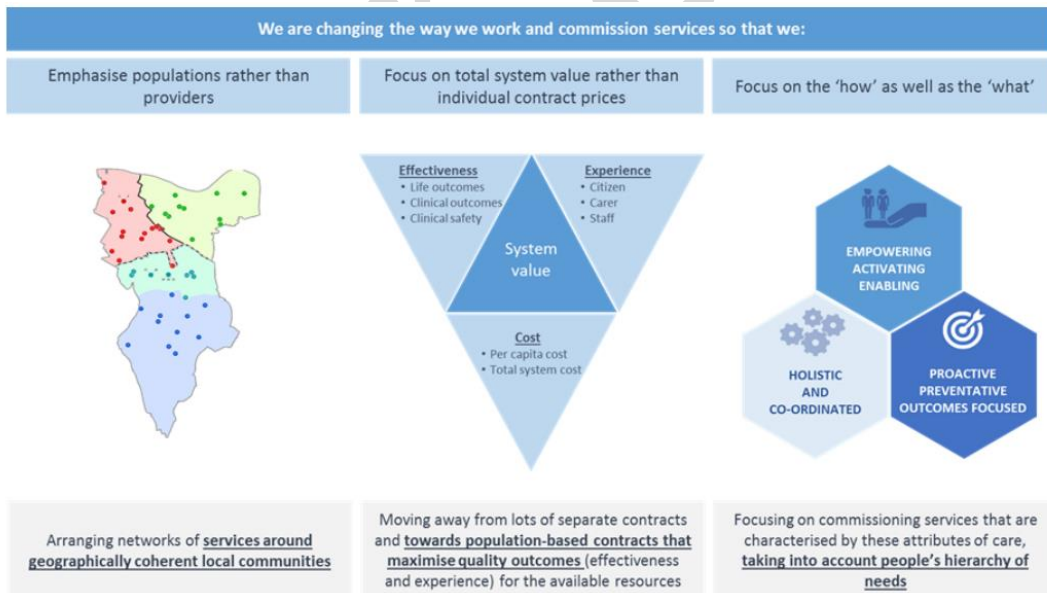 We are changing the way we work and commission services so that we:
Emphasise populations rather than
providers
Focus on total system value rather than
individual contract prices
Focus on the ‘how’ as well as the ‘what’
Effectiveness
• Life outcomes
• Clinical outcomes
• Clinical safety
Experience
• Citizen
• Carer
• Staff
System
value
Cost
• Per capita cost
• Total system cost
EMPOWERING
ACTIVATING
ENABLING
HOLISTIC
AND
CO-ORDINATED
PROACTIVE
PREVENTATIVE
OUTCOMES FOCUSED
Arranging networks of services around
geographically coherent local communities
Moving away from lots of separate contracts
and towards population-based contracts that
maximise quality outcomes (effectiveness
and experience) for the available resources
Focusing on commissioning services that are
characterised by these attributes of care,
taking into account people’s hierarchy of
needs